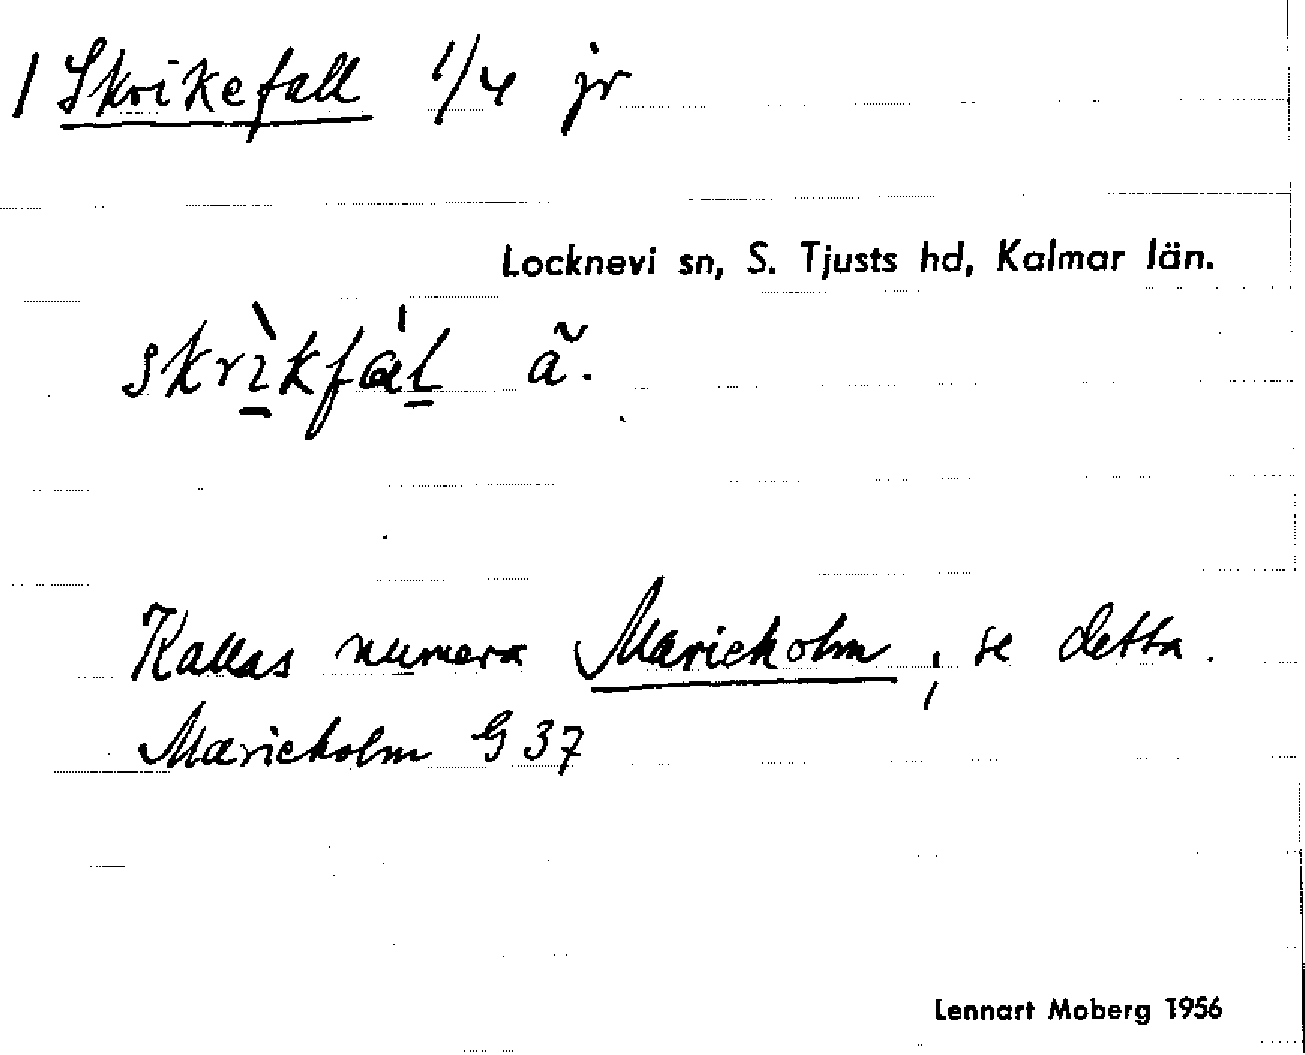 1 Skrikefall 1/4 jr
Locknevi sn, S. Tjusts hd, Kalmar län.
skrìkfál ã.
Kallas numera Marieholm, se detta.
Marieholm G 37
Lennart Moberg 1956